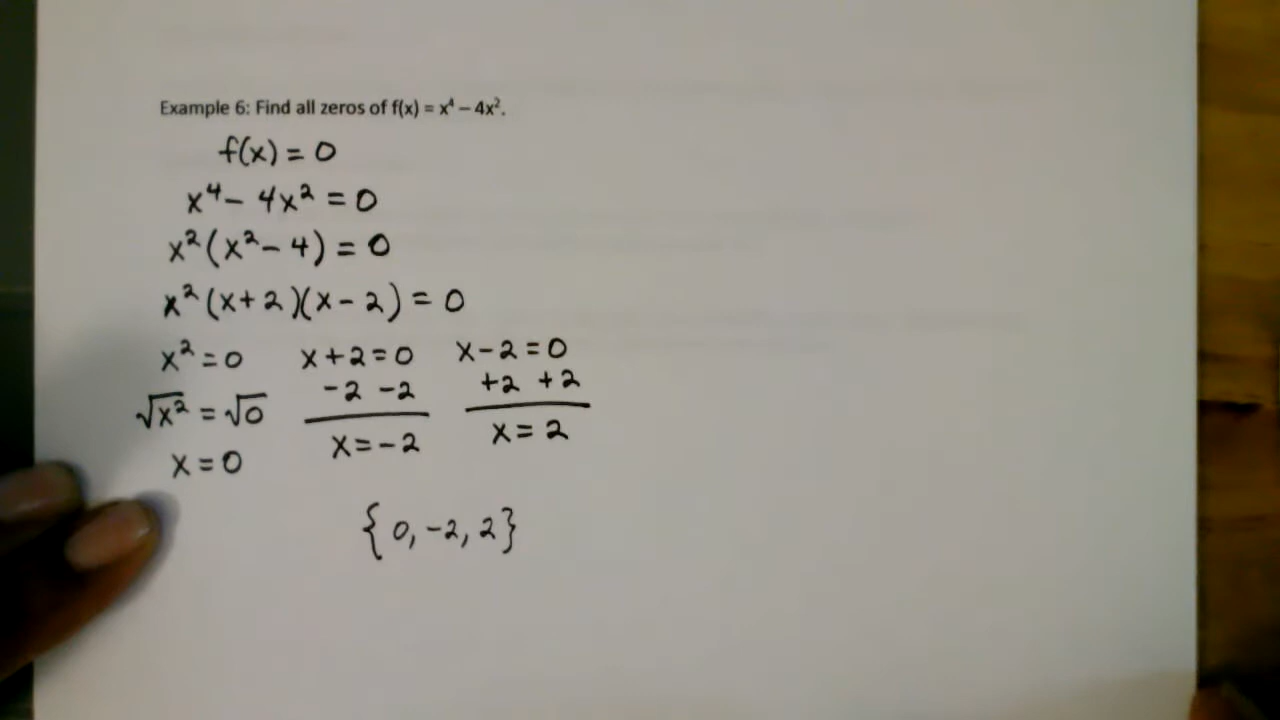 Example 6: Find all zeros of f(x) = x⁴ – 4x².
f(x) = 0
x⁴ – 4x² = 0
x²(x² – 4) = 0
x²(x+2)(x–2) = 0
x² = 0 x+2=0 x–2=0
–2 –2 +2 +2
√x² = √0 x = –2 x = 2
x = 0
{0, –2, 2}